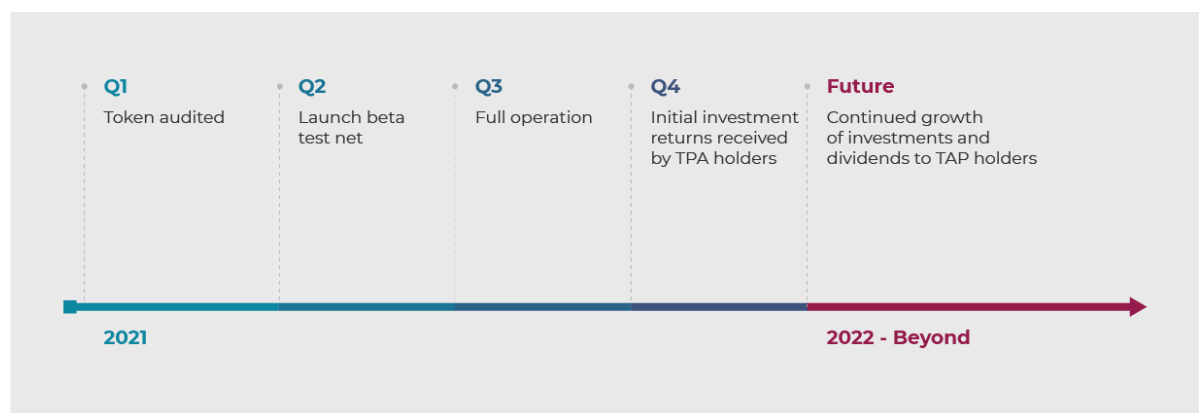 Q1
Token audited
Q2
Launch beta
test net
Q3
Full operation
Q4
Initial investment
returns received
by TPA holders
Future
Continued growth
of investments and
dividends to TAP holders
2021
2022 - Beyond